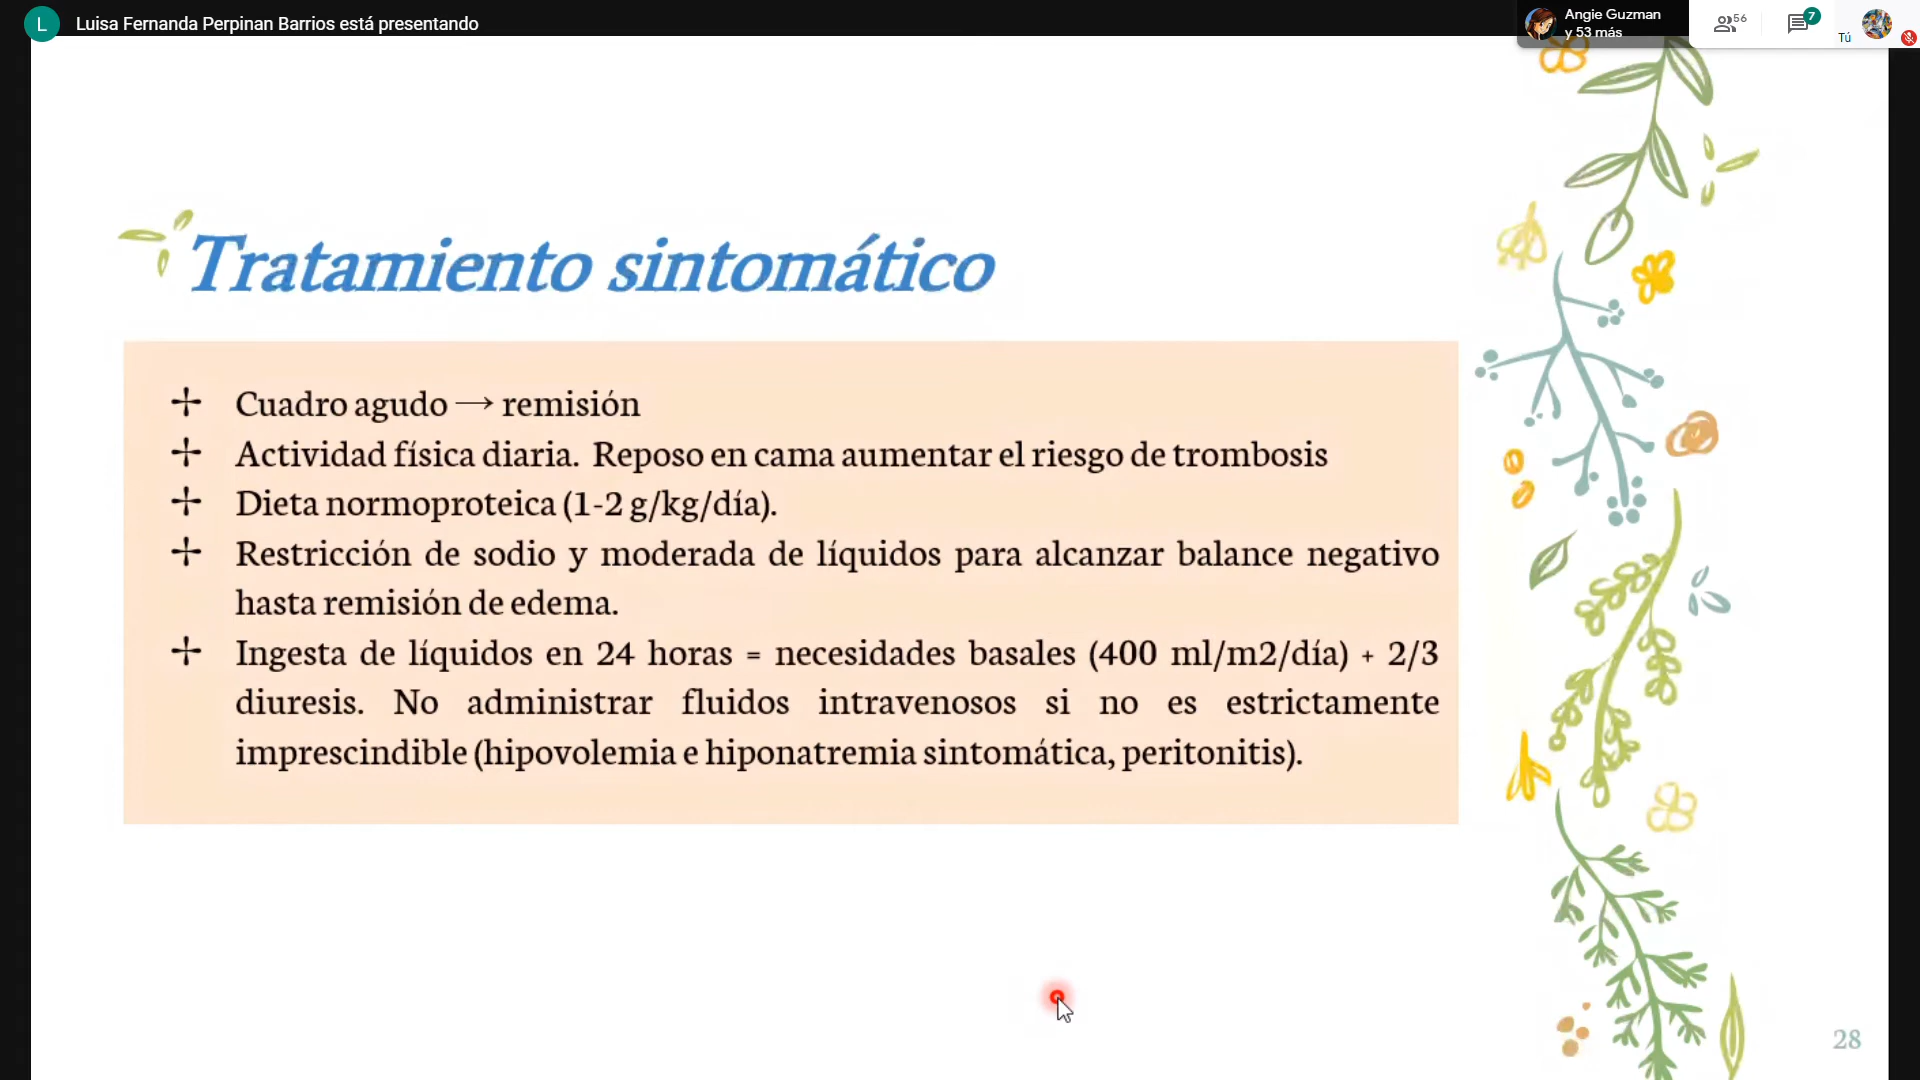 L Luisa Fernanda Perpinan Barrios está presentando
Angie Guzman
y 53 más
56
7
Tú
Tratamiento sintomático
Cuadro agudo → remisión
Actividad física diaria. Reposo en cama aumentar el riesgo de trombosis
Dieta normoproteica (1-2 g/kg/día).
Restricción de sodio y moderada de líquidos para alcanzar balance negativo
hasta remisión de edema.
Ingesta de líquidos en 24 horas = necesidades basales (400 ml/m2/día) + 2/3
diuresis. No administrar fluidos intravenosos si no es estrictamente
imprescindible (hipovolemia e hiponatremia sintomática, peritonitis).
28